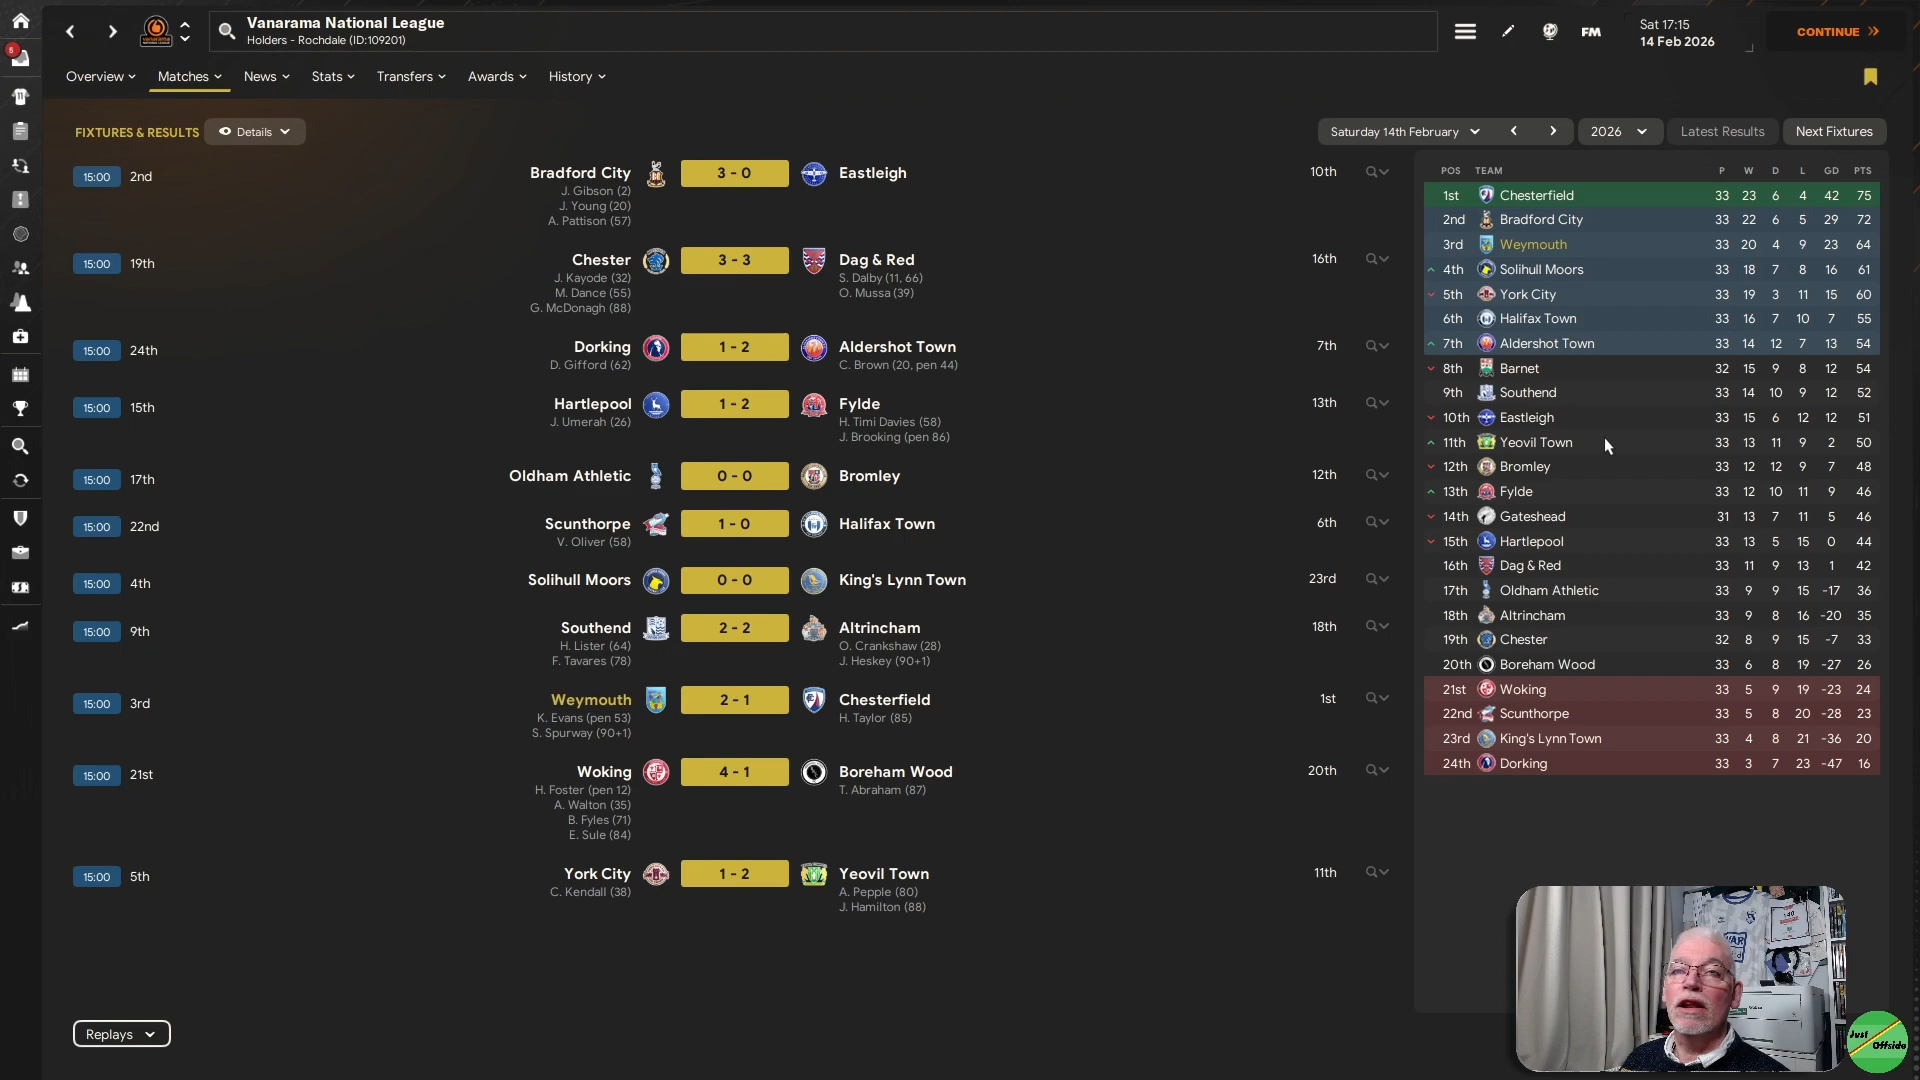 Vanarama National League
Holders - Rochdale (ID:109201)
FM
Sat 17:15
14 Feb 2026
CONTINUE
5
Overview
Matches
News
Stats
Transfers
Awards
History
FIXTURES & RESULTS
Details
Saturday 14th February
2026
Latest Results
Next Fixtures
15:00 2nd Bradford City 3 - 0 Eastleigh 10th
J. Gibson (2)
J. Young (20)
A. Pattison (57)
15:00 19th Chester 3 - 3 Dag & Red 16th
J. Kayode (32) S. Dalby (11, 66)
M. Dance (55) O. Mussa (39)
G. McDonagh (88)
15:00 24th Dorking 1 - 2 Aldershot Town 7th
D. Gifford (62) C. Brown (20, pen 44)
15:00 15th Hartlepool 1 - 2 Fylde 13th
J. Umerah (26) H. Timi Davies (58)
J. Brooking (pen 86)
15:00 17th Oldham Athletic 0 - 0 Bromley 12th
15:00 22nd Scunthorpe 1 - 0 Halifax Town 6th
V. Oliver (58)
15:00 4th Solihull Moors 0 - 0 King's Lynn Town 23rd
15:00 9th Southend 2 - 2 Altrincham 18th
H. Lister (64) O. Crankshaw (28)
F. Tavares (78) J. Heskey (90+1)
15:00 3rd Weymouth 2 - 1 Chesterfield 1st
K. Evans (pen 53) H. Taylor (85)
S. Spurway (90+1)
15:00 21st Woking 4 - 1 Boreham Wood 20th
H. Foster (pen 12) T. Abraham (87)
A. Walton (35)
B. Fyles (71)
E. Sule (84)
15:00 5th York City 1 - 2 Yeovil Town 11th
C. Kendall (38) A. Pepple (80)
J. Hamilton (88)
POS TEAM P W D L GD PTS
1st Chesterfield 33 23 6 4 42 75
2nd Bradford City 33 22 6 5 29 72
3rd Weymouth 33 20 4 9 23 64
4th Solihull Moors 33 18 7 8 16 61
5th York City 33 19 3 11 15 60
6th Halifax Town 33 16 7 10 7 55
7th Aldershot Town 33 14 12 7 13 54
8th Barnet 32 15 9 8 12 54
9th Southend 33 14 10 9 12 52
10th Eastleigh 33 15 6 12 12 51
11th Yeovil Town 33 13 11 9 2 50
12th Bromley 33 12 12 9 7 48
13th Fylde 33 12 10 11 9 46
14th Gateshead 31 13 7 11 5 46
15th Hartlepool 33 13 5 15 0 44
16th Dag & Red 33 11 9 13 1 42
17th Oldham Athletic 33 9 9 15 -17 36
18th Altrincham 33 9 8 16 -20 35
19th Chester 32 8 9 15 -7 33
20th Boreham Wood 33 6 8 19 -27 26
21st Woking 33 5 9 19 -23 24
22nd Scunthorpe 33 5 8 20 -28 23
23rd King's Lynn Town 33 4 8 21 -36 20
24th Dorking 33 3 7 23 -47 16
Replays
Just
Offside